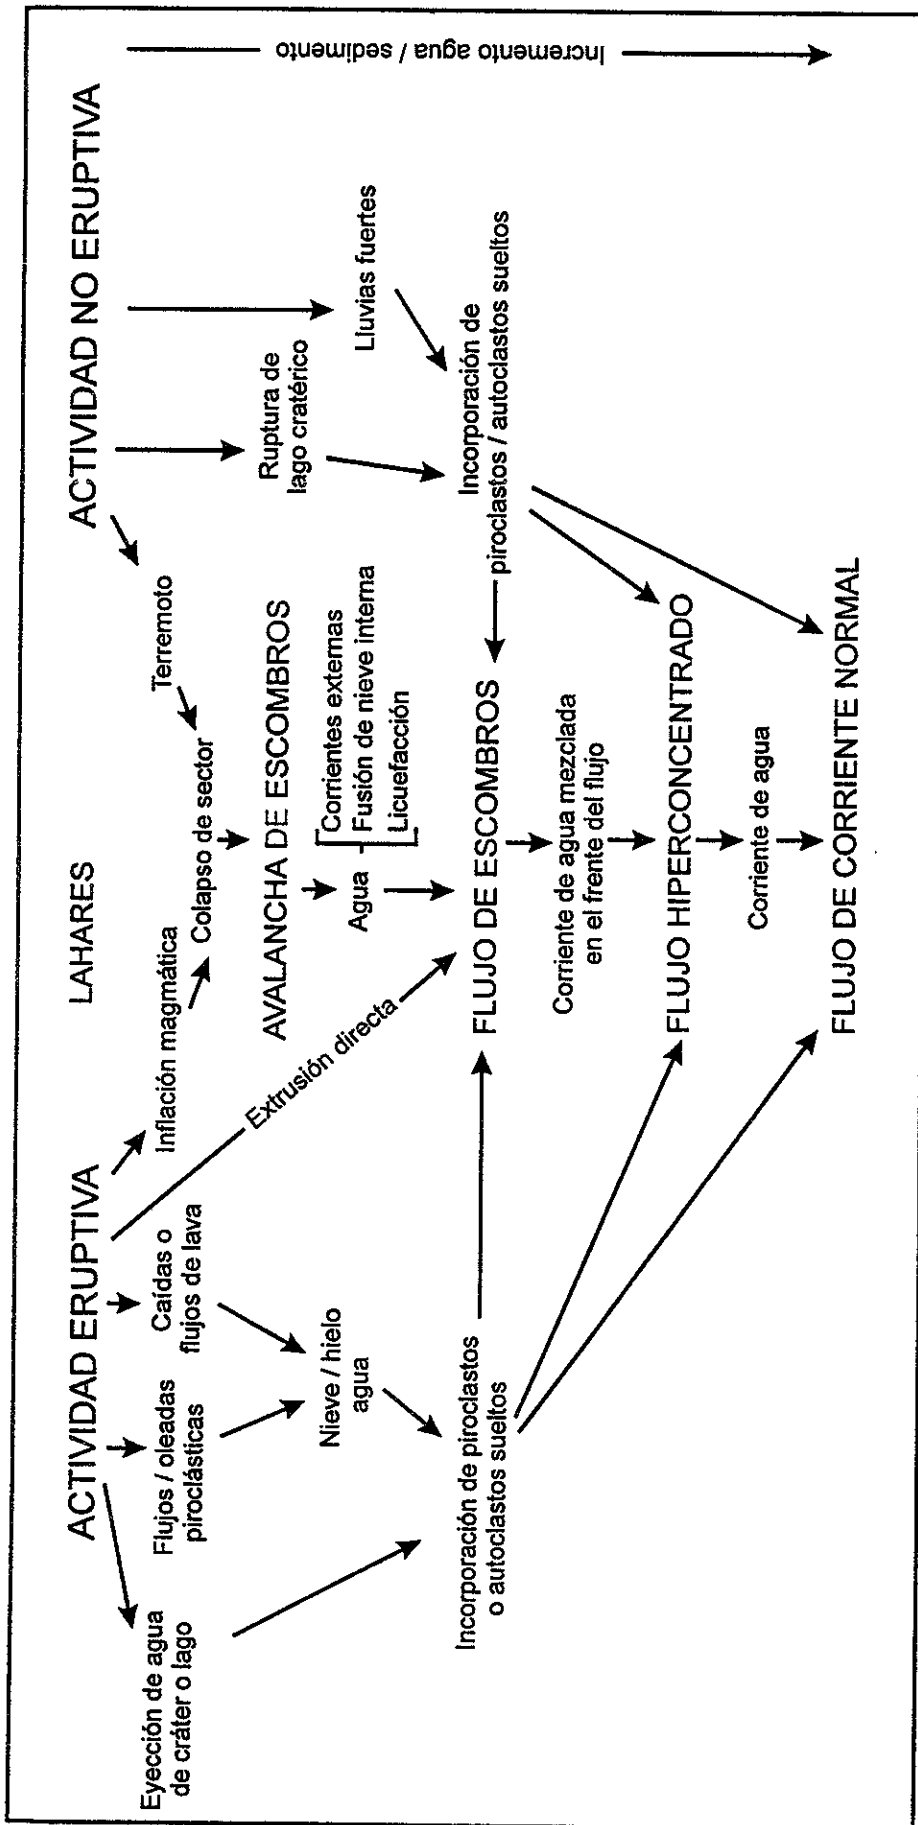 LAHARES
ACTIVIDAD ERUPTIVA
ACTIVIDAD NO ERUPTIVA
Eyección de agua
de cráter o lago
Flujos / oleadas
piroclásticas
Caídas o
flujos de lava
Inflación magmática
Terremoto
Colapso de sector
Ruptura de
lago cratérico
Lluvias fuertes
Extrusión directa
AVALANCHA DE ESCOMBROS
Nieve / hielo
agua
Agua
Corrientes externas
Fusión de nieve interna
Licuefacción
Incorporación de piroclastos
o autoclastos sueltos
FLUJO DE ESCOMBROS
Incorporación de
piroclastos / autoclastos sueltos
Corriente de agua mezclada
en el frente del flujo
FLUJO HIPERCONCENTRADO
Corriente de agua
FLUJO DE CORRIENTE NORMAL
Incremento agua / sedimento